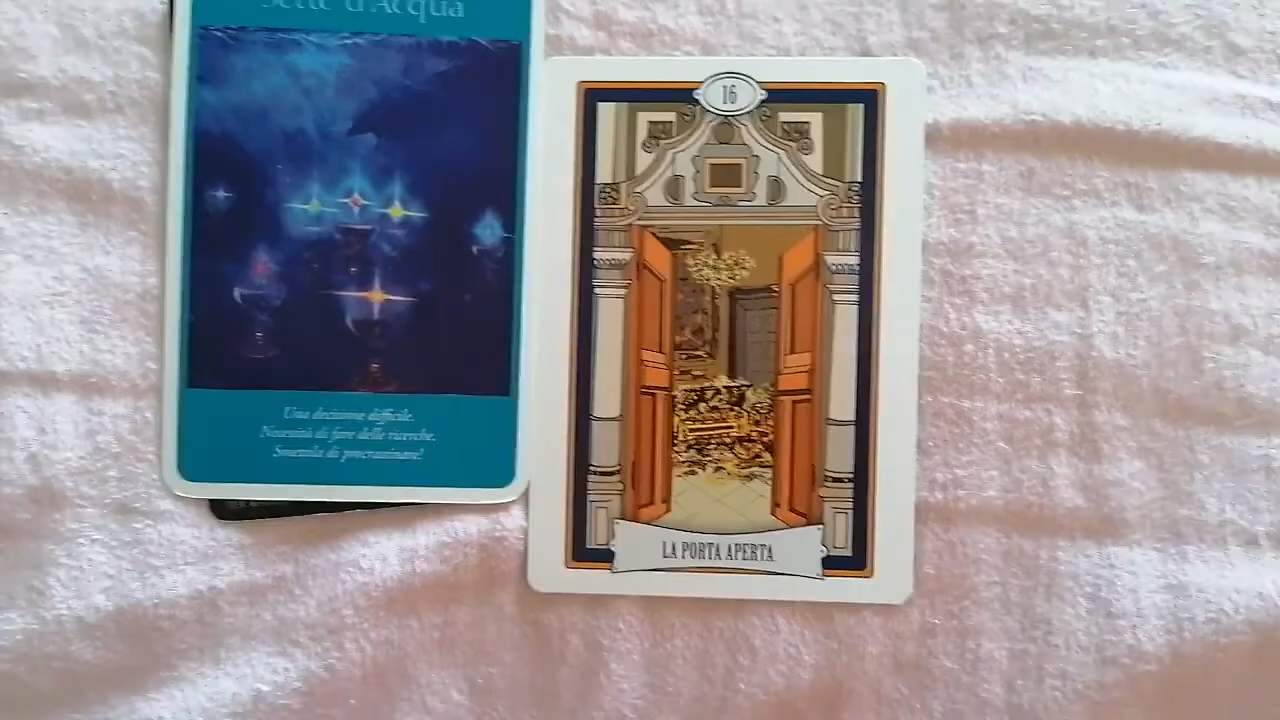 Sette d'Acqua
Una decisione difficile.
Necessità di fare delle ricerche.
Smettila di procrastinare!
16
LA PORTA APERTA